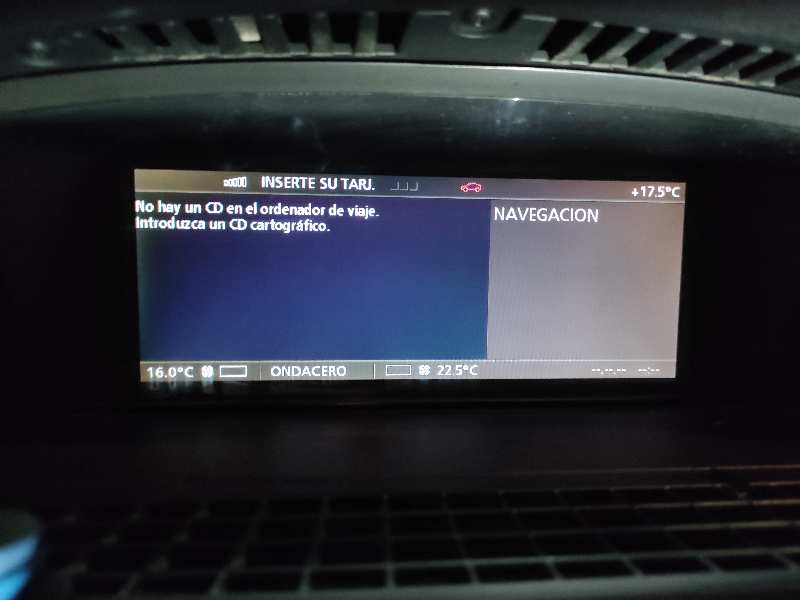 INSERTE SU TARJ.
+17.5°C
No hay un CD en el ordenador de viaje.
Introduzca un CD cartográfico.
NAVEGACION
16.0°C
ONDACERO
22.5°C
--.--.-- --:--